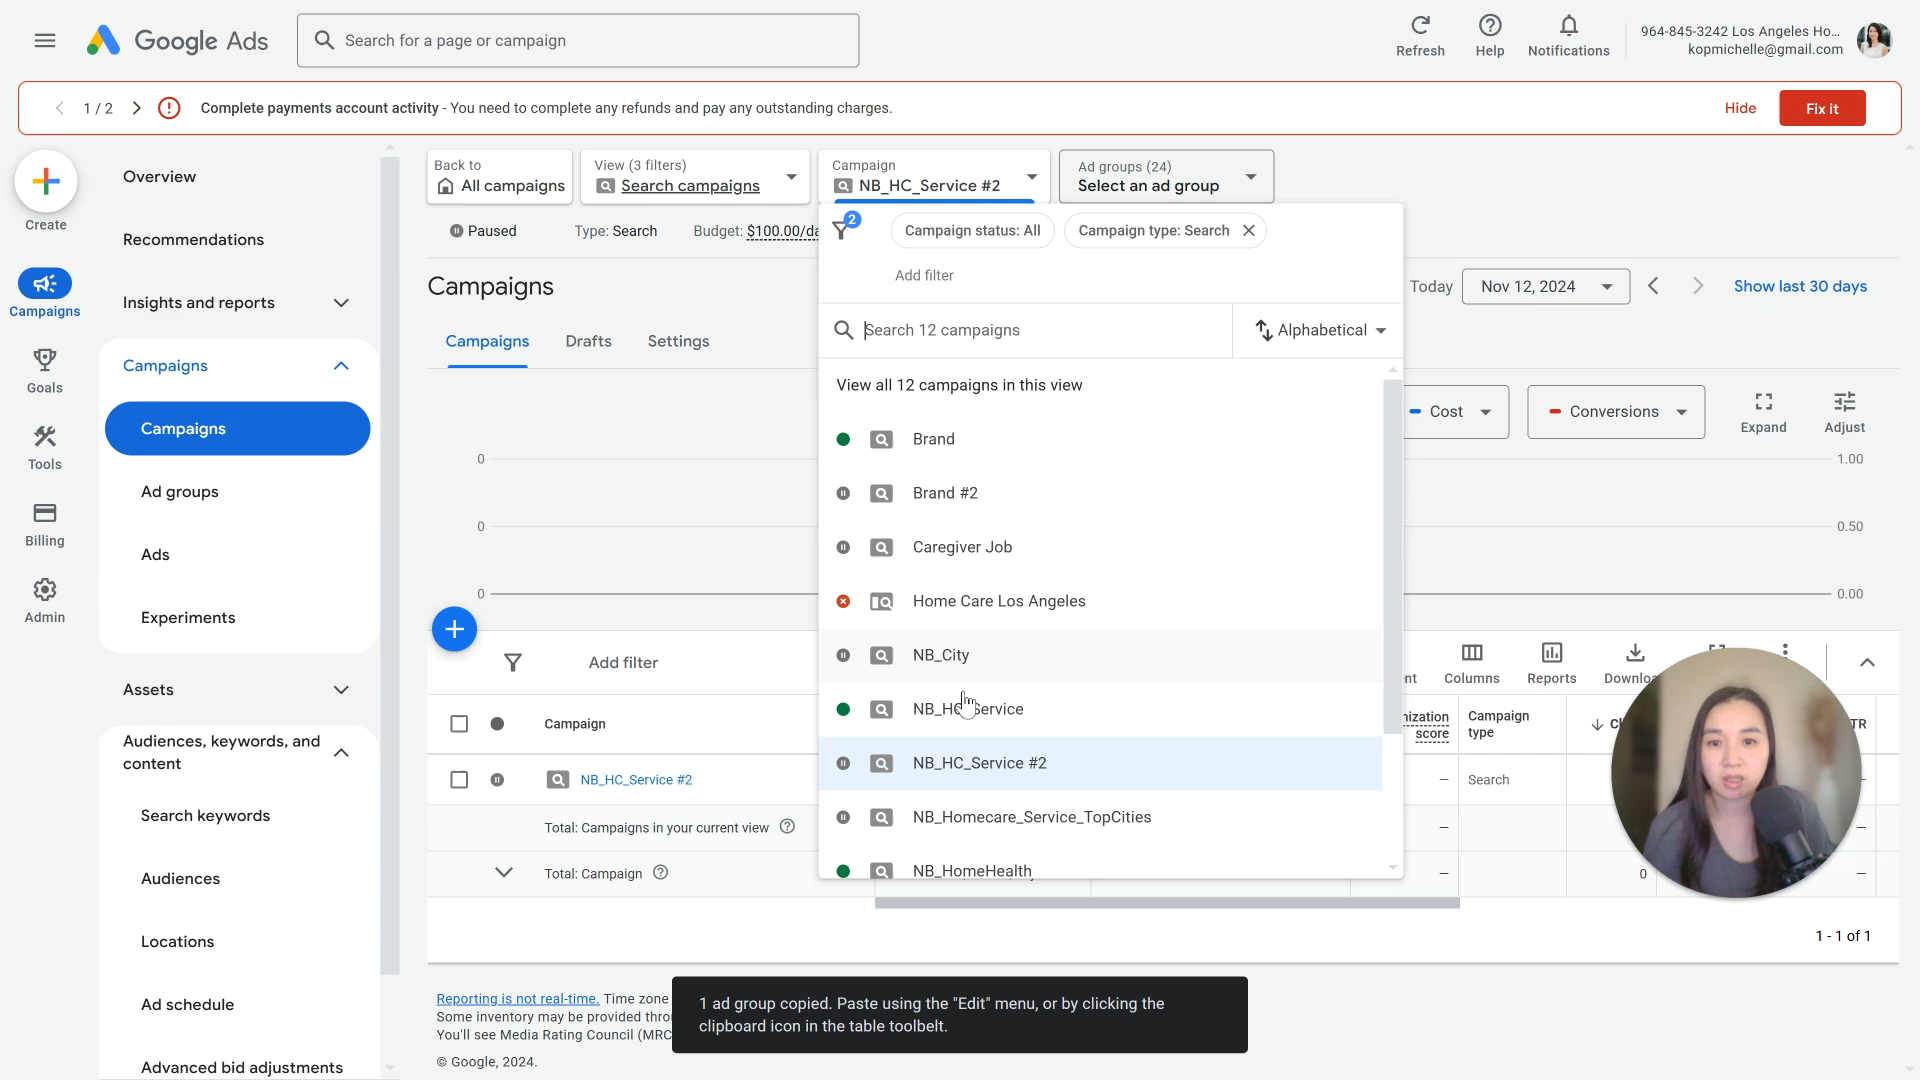 Google Ads
Search for a page or campaign
Refresh
Help
Notifications
964-845-3242 Los Angeles Ho...
kopmichelle@gmail.com
1 / 2
Complete payments account activity - You need to complete any refunds and pay any outstanding charges.
Hide
Fix it
Create
Campaigns
Goals
Tools
Billing
Admin
Overview
Recommendations
Insights and reports
Campaigns
Campaigns
Ad groups
Ads
Experiments
Assets
Audiences, keywords, and
content
Search keywords
Audiences
Locations
Ad schedule
Advanced bid adjustments
Back to
All campaigns
View (3 filters)
Search campaigns
Campaign
NB_HC_Service #2
Ad groups (24)
Select an ad group
Paused
Type: Search
Budget: $100.00/da
2
Campaign status: All
Campaign type: Search
Add filter
Campaigns
Today
Nov 12, 2024
Show last 30 days
Campaigns
Drafts
Settings
Search 12 campaigns
Alphabetical
View all 12 campaigns in this view
Brand
Brand #2
Caregiver Job
Home Care Los Angeles
NB_City
NB_HC_Service
NB_HC_Service #2
NB_Homecare_Service_TopCities
NB_HomeHealth
Cost
Conversions
Expand
Adjust
0
1.00
0
0.50
0
0.00
Add filter
nt
Columns
Reports
Downlo
Campaign
nization
score
Campaign
type
Cl
TR
NB_HC_Service #2
–
Search
–
Total: Campaigns in your current view
–
–
Total: Campaign
–
0
–
1 - 1 of 1
Reporting is not real-time. Time zone
Some inventory may be provided thro
You'll see Media Rating Council (MRC
© Google, 2024.
1 ad group copied. Paste using the "Edit" menu, or by clicking the
clipboard icon in the table toolbelt.